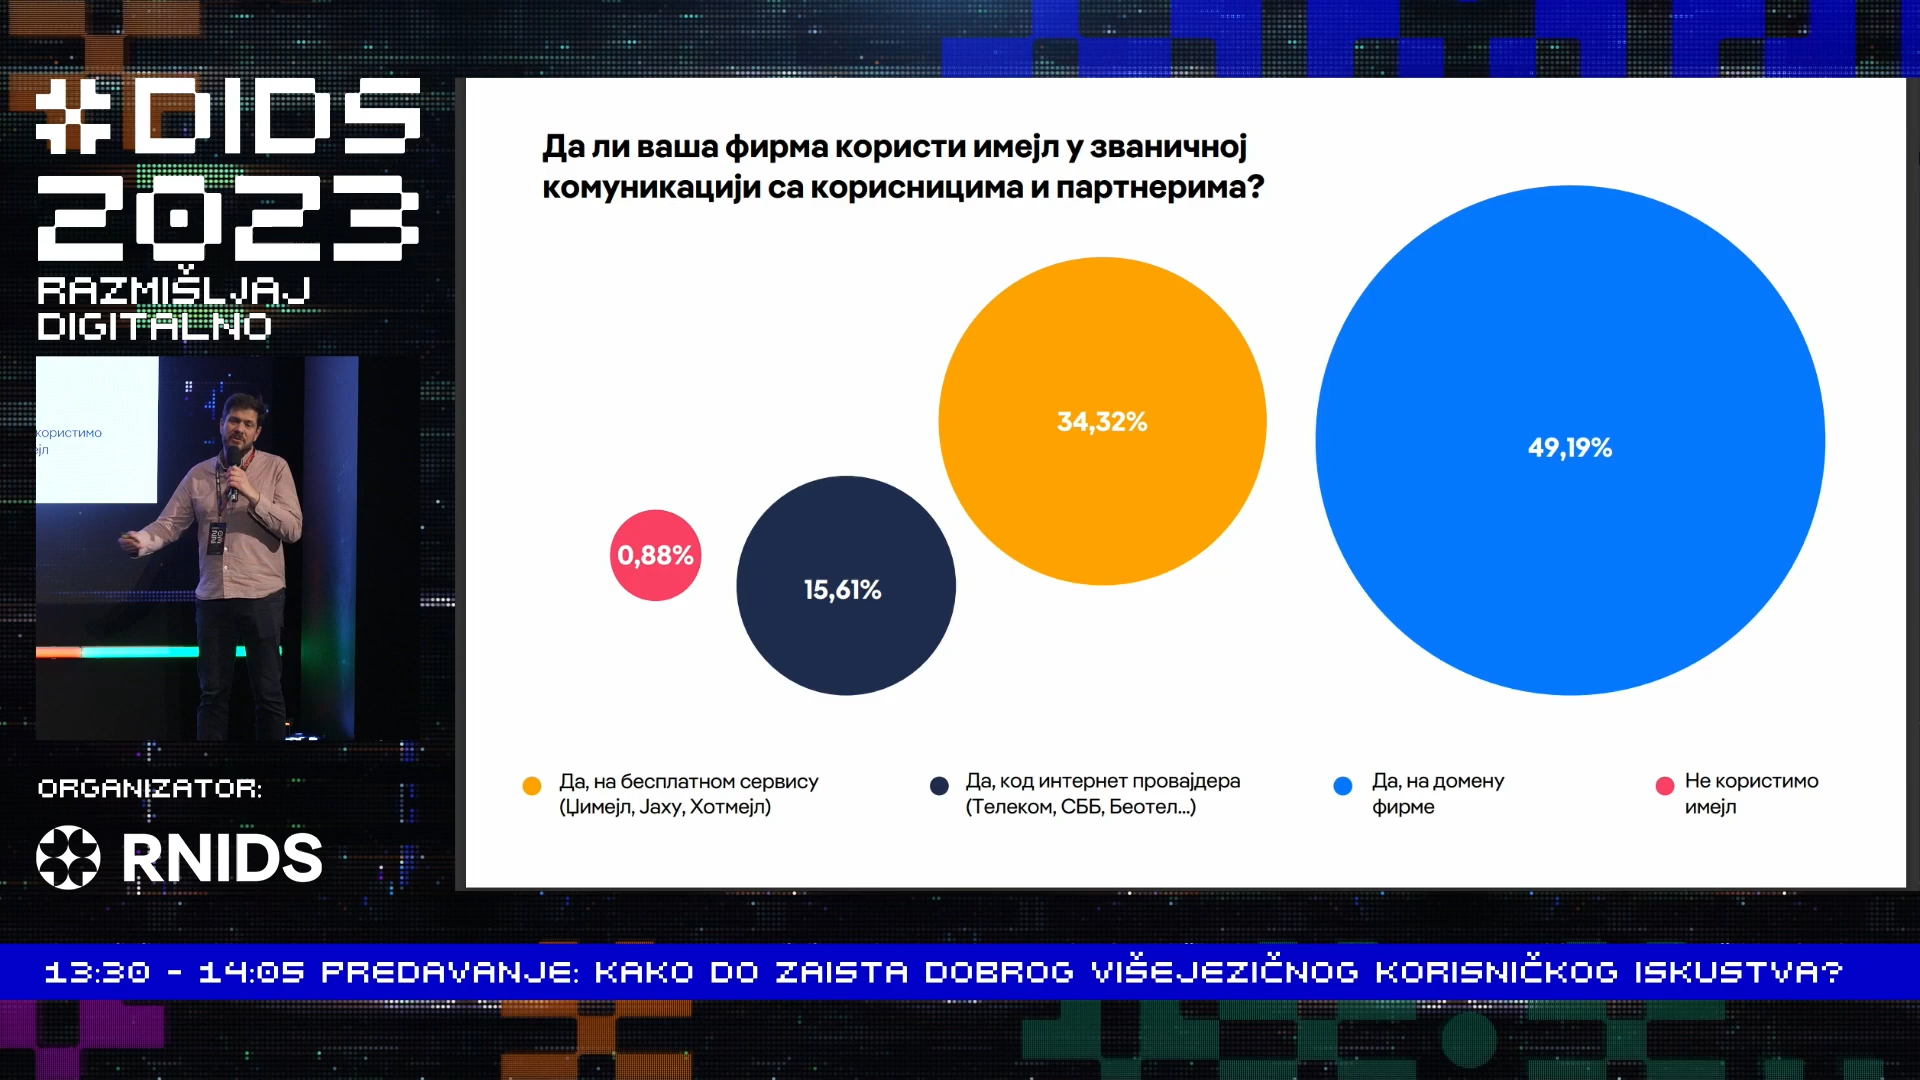 #DIDS
2023
RAZMIŠLJAJ
DIGITALNO
користимо
ејл
ORGANIZATOR:
RNIDS
Да ли ваша фирма користи имејл у званичној
комуникацији са корисницима и партнерима?
0,88%
15,61%
34,32%
49,19%
Да, на бесплатном сервису
(Џимејл, Јаху, Хотмејл)
Да, код интернет провајдера
(Телеком, СББ, Беотел...)
Да, на домену
фирме
Не користимо
имејл
13:30 - 14:05 PREDAVANJE: KAKO DO ZAISTA DOBROG VIŠEJEZIČNOG KORISNIČKOG ISKUSTVA?